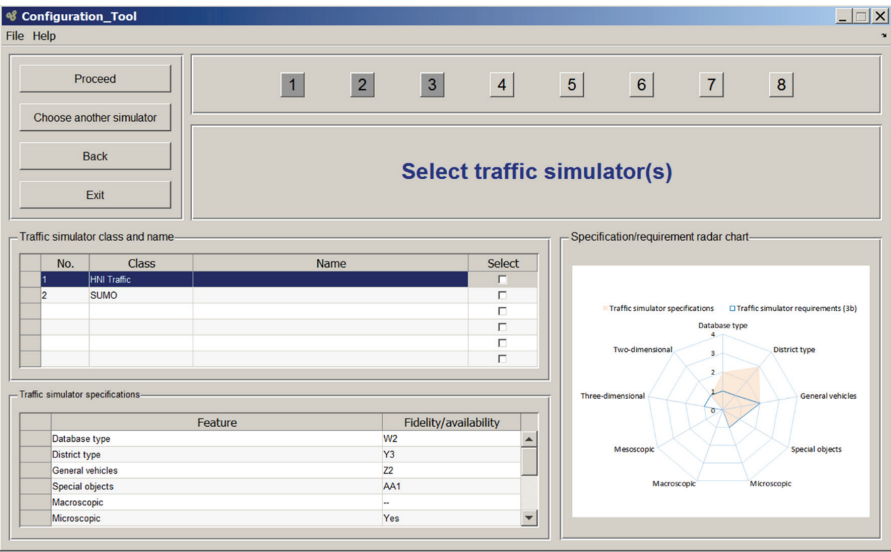 Configuration_Tool
File Help
Proceed
Choose another simulator
Back
Exit
1 2 3 4 5 6 7 8
Select traffic simulator(s)
Traffic simulator class and name
No. Class Name Select
1 HNI Traffic
2 SUMO
Traffic simulator specifications
Feature Fidelity/availability
Database type W2
District type Y3
General vehicles Z2
Special objects AA1
Macroscopic --
Microscopic Yes
Specification/requirement radar chart
Traffic simulator specifications Traffic simulator requirements (3b)
Database type
4
Two-dimensional 3 District type
2
Three-dimensional 1 General vehicles
0
Mesoscopic Special objects
Macroscopic Microscopic